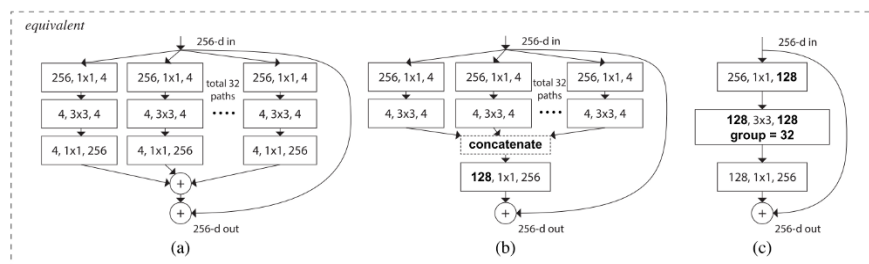 equivalent
256-d in
256, 1x1, 4
256, 1x1, 4
256, 1x1, 4
total 32
paths
4, 3x3, 4
4, 3x3, 4
4, 3x3, 4
4, 1x1, 256
4, 1x1, 256
4, 1x1, 256
+
+
256-d out
(a)
256-d in
256, 1x1, 4
256, 1x1, 4
256, 1x1, 4
total 32
paths
4, 3x3, 4
4, 3x3, 4
4, 3x3, 4
concatenate
128, 1x1, 256
+
256-d out
(b)
256-d in
256, 1x1, 128
128, 3x3, 128
group = 32
128, 1x1, 256
+
256-d out
(c)